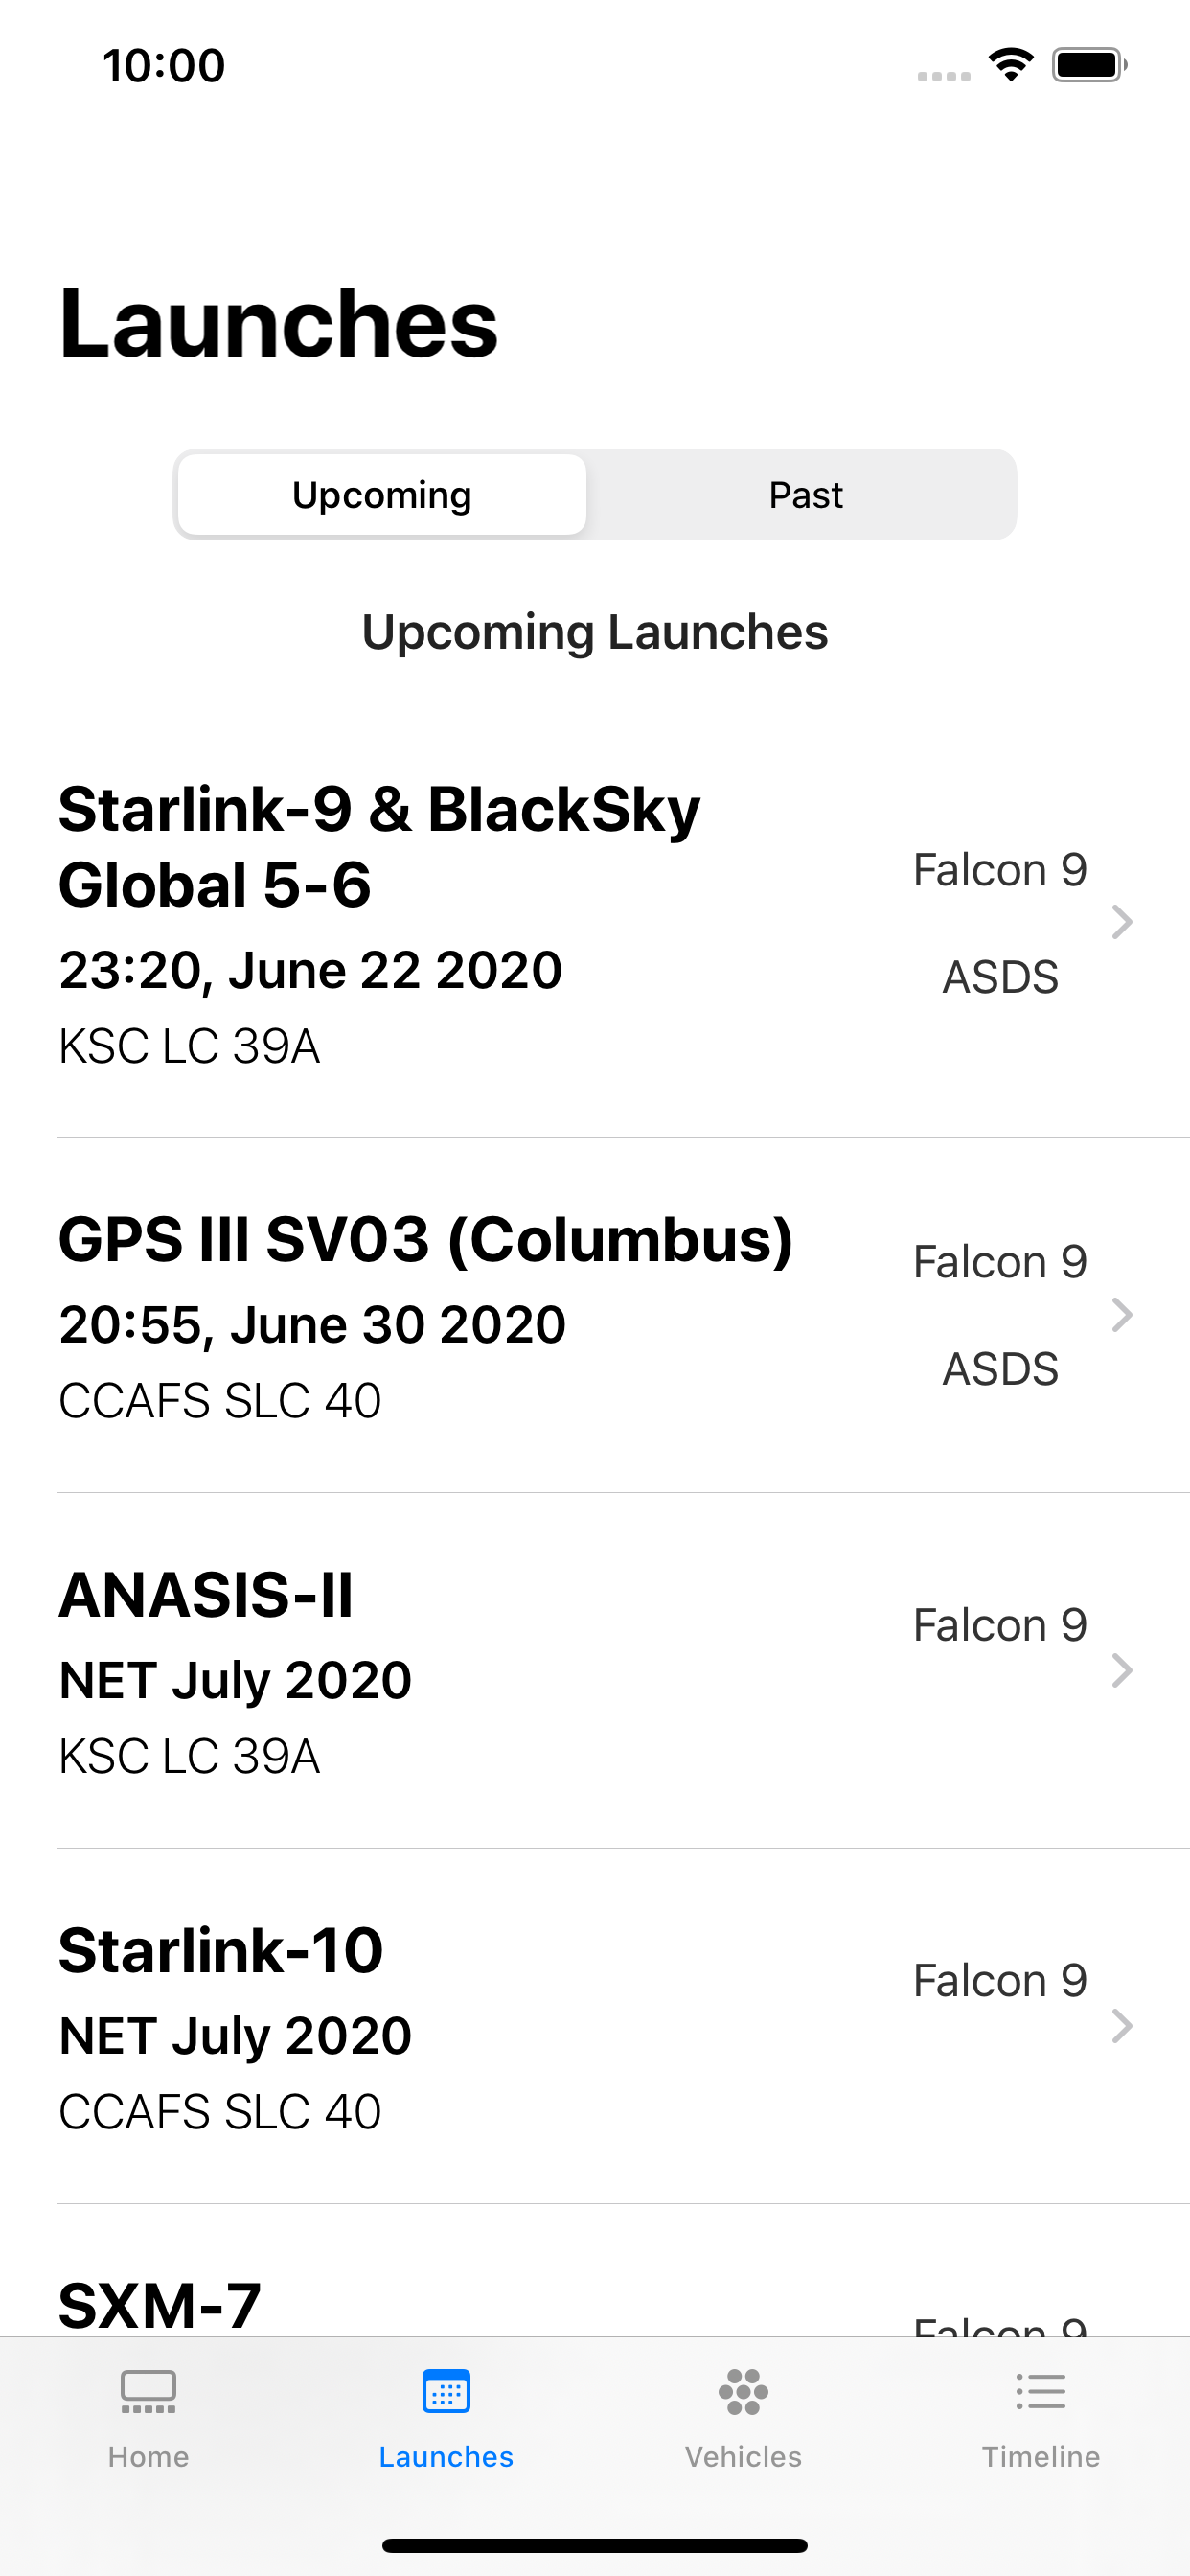 10:00
Launches
Upcoming
Past
Upcoming Launches
Starlink-9 & BlackSky
Global 5-6
23:20, June 22 2020
KSC LC 39A
Falcon 9
ASDS
GPS III SV03 (Columbus)
20:55, June 30 2020
CCAFS SLC 40
Falcon 9
ASDS
ANASIS-II
NET July 2020
KSC LC 39A
Falcon 9
Starlink-10
NET July 2020
CCAFS SLC 40
Falcon 9
SXM-7
Falcon 9
Home
Launches
Vehicles
Timeline